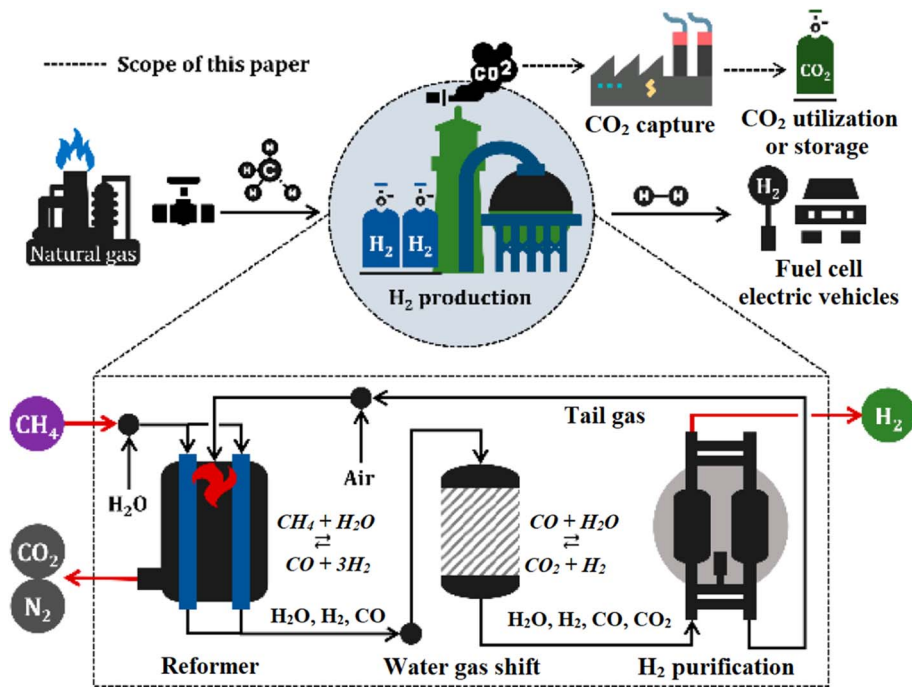 Scope of this paper
CO2
CO₂
CO₂ capture
CO₂ utilization
or storage
H
H C H
H
Natural gas
H₂ H₂
H₂ production
H H
H₂
Fuel cell
electric vehicles
CH₄
H₂O
Air
Tail gas
H₂
CH₄ + H₂O
⇄
CO + 3H₂
CO + H₂O
⇄
CO₂ + H₂
CO₂
N₂
H₂O, H₂, CO
H₂O, H₂, CO, CO₂
Reformer
Water gas shift
H₂ purification